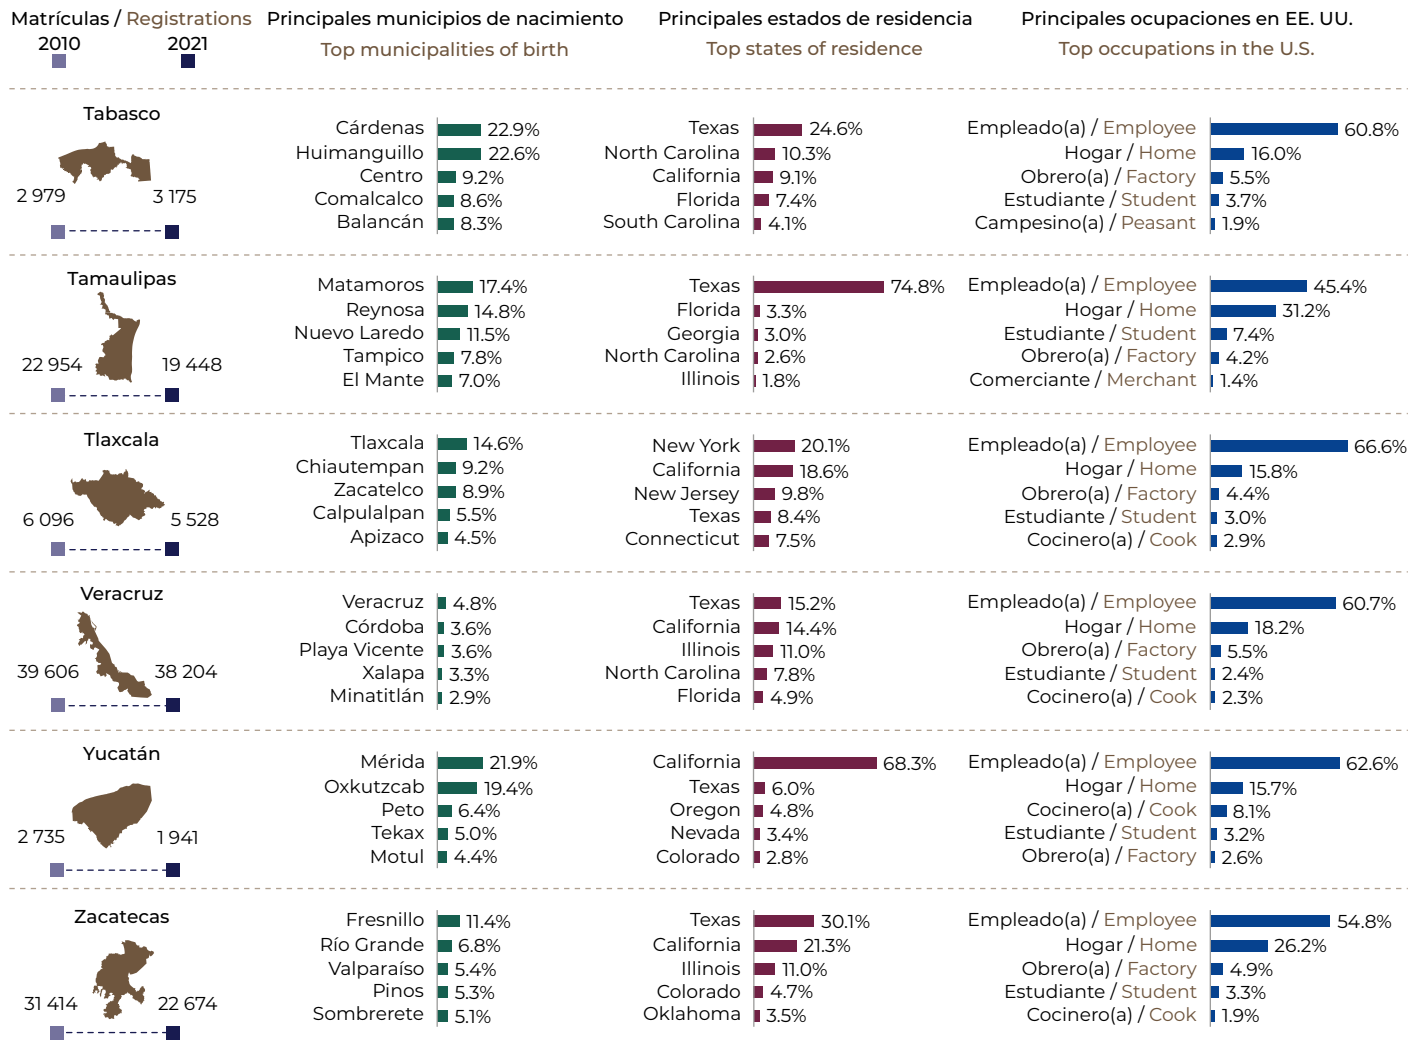 Matrículas / Registrations
2010 2021
Principales municipios de nacimiento
Top municipalities of birth
Principales estados de residencia
Top states of residence
Principales ocupaciones en EE. UU.
Top occupations in the U.S.
Tabasco
2 979 3 175
Cárdenas 22.9%
Huimanguillo 22.6%
Centro 9.2%
Comalcalco 8.6%
Balancán 8.3%
Texas 24.6%
North Carolina 10.3%
California 9.1%
Florida 7.4%
South Carolina 4.1%
Empleado(a) / Employee 60.8%
Hogar / Home 16.0%
Obrero(a) / Factory 5.5%
Estudiante / Student 3.7%
Campesino(a) / Peasant 1.9%
Tamaulipas
22 954 19 448
Matamoros 17.4%
Reynosa 14.8%
Nuevo Laredo 11.5%
Tampico 7.8%
El Mante 7.0%
Texas 74.8%
Florida 3.3%
Georgia 3.0%
North Carolina 2.6%
Illinois 1.8%
Empleado(a) / Employee 45.4%
Hogar / Home 31.2%
Estudiante / Student 7.4%
Obrero(a) / Factory 4.2%
Comerciante / Merchant 1.4%
Tlaxcala
6 096 5 528
Tlaxcala 14.6%
Chiautempan 9.2%
Zacatelco 8.9%
Calpulalpan 5.5%
Apizaco 4.5%
New York 20.1%
California 18.6%
New Jersey 9.8%
Texas 8.4%
Connecticut 7.5%
Empleado(a) / Employee 66.6%
Hogar / Home 15.8%
Obrero(a) / Factory 4.4%
Estudiante / Student 3.0%
Cocinero(a) / Cook 2.9%
Veracruz
39 606 38 204
Veracruz 4.8%
Córdoba 3.6%
Playa Vicente 3.6%
Xalapa 3.3%
Minatitlán 2.9%
Texas 15.2%
California 14.4%
Illinois 11.0%
North Carolina 7.8%
Florida 4.9%
Empleado(a) / Employee 60.7%
Hogar / Home 18.2%
Obrero(a) / Factory 5.5%
Estudiante / Student 2.4%
Cocinero(a) / Cook 2.3%
Yucatán
2 735 1 941
Mérida 21.9%
Oxkutzcab 19.4%
Peto 6.4%
Tekax 5.0%
Motul 4.4%
California 68.3%
Texas 6.0%
Oregon 4.8%
Nevada 3.4%
Colorado 2.8%
Empleado(a) / Employee 62.6%
Hogar / Home 15.7%
Cocinero(a) / Cook 8.1%
Estudiante / Student 3.2%
Obrero(a) / Factory 2.6%
Zacatecas
31 414 22 674
Fresnillo 11.4%
Río Grande 6.8%
Valparaíso 5.4%
Pinos 5.3%
Sombrerete 5.1%
Texas 30.1%
California 21.3%
Illinois 11.0%
Colorado 4.7%
Oklahoma 3.5%
Empleado(a) / Employee 54.8%
Hogar / Home 26.2%
Obrero(a) / Factory 4.9%
Estudiante / Student 3.3%
Cocinero(a) / Cook 1.9%